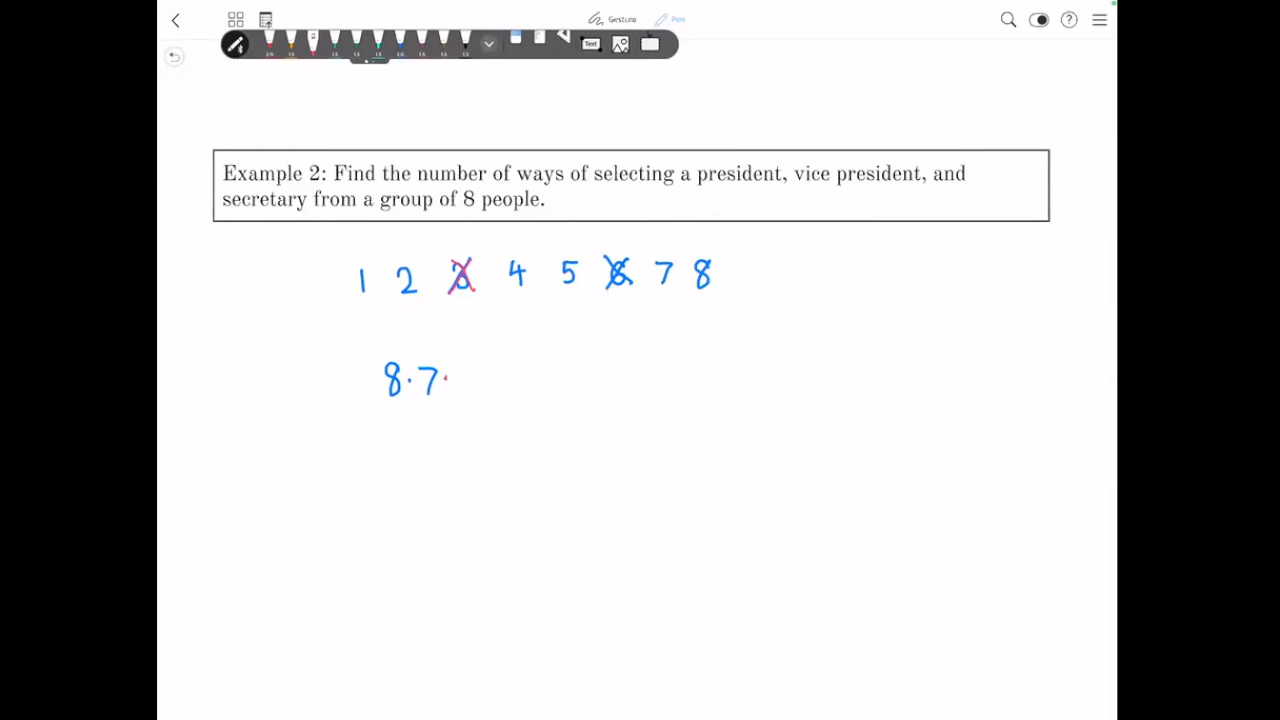 Gesture Pen
Text
Example 2: Find the number of ways of selecting a president, vice president, and
secretary from a group of 8 people.
1 2 3 4 5 6 7 8
8·7·